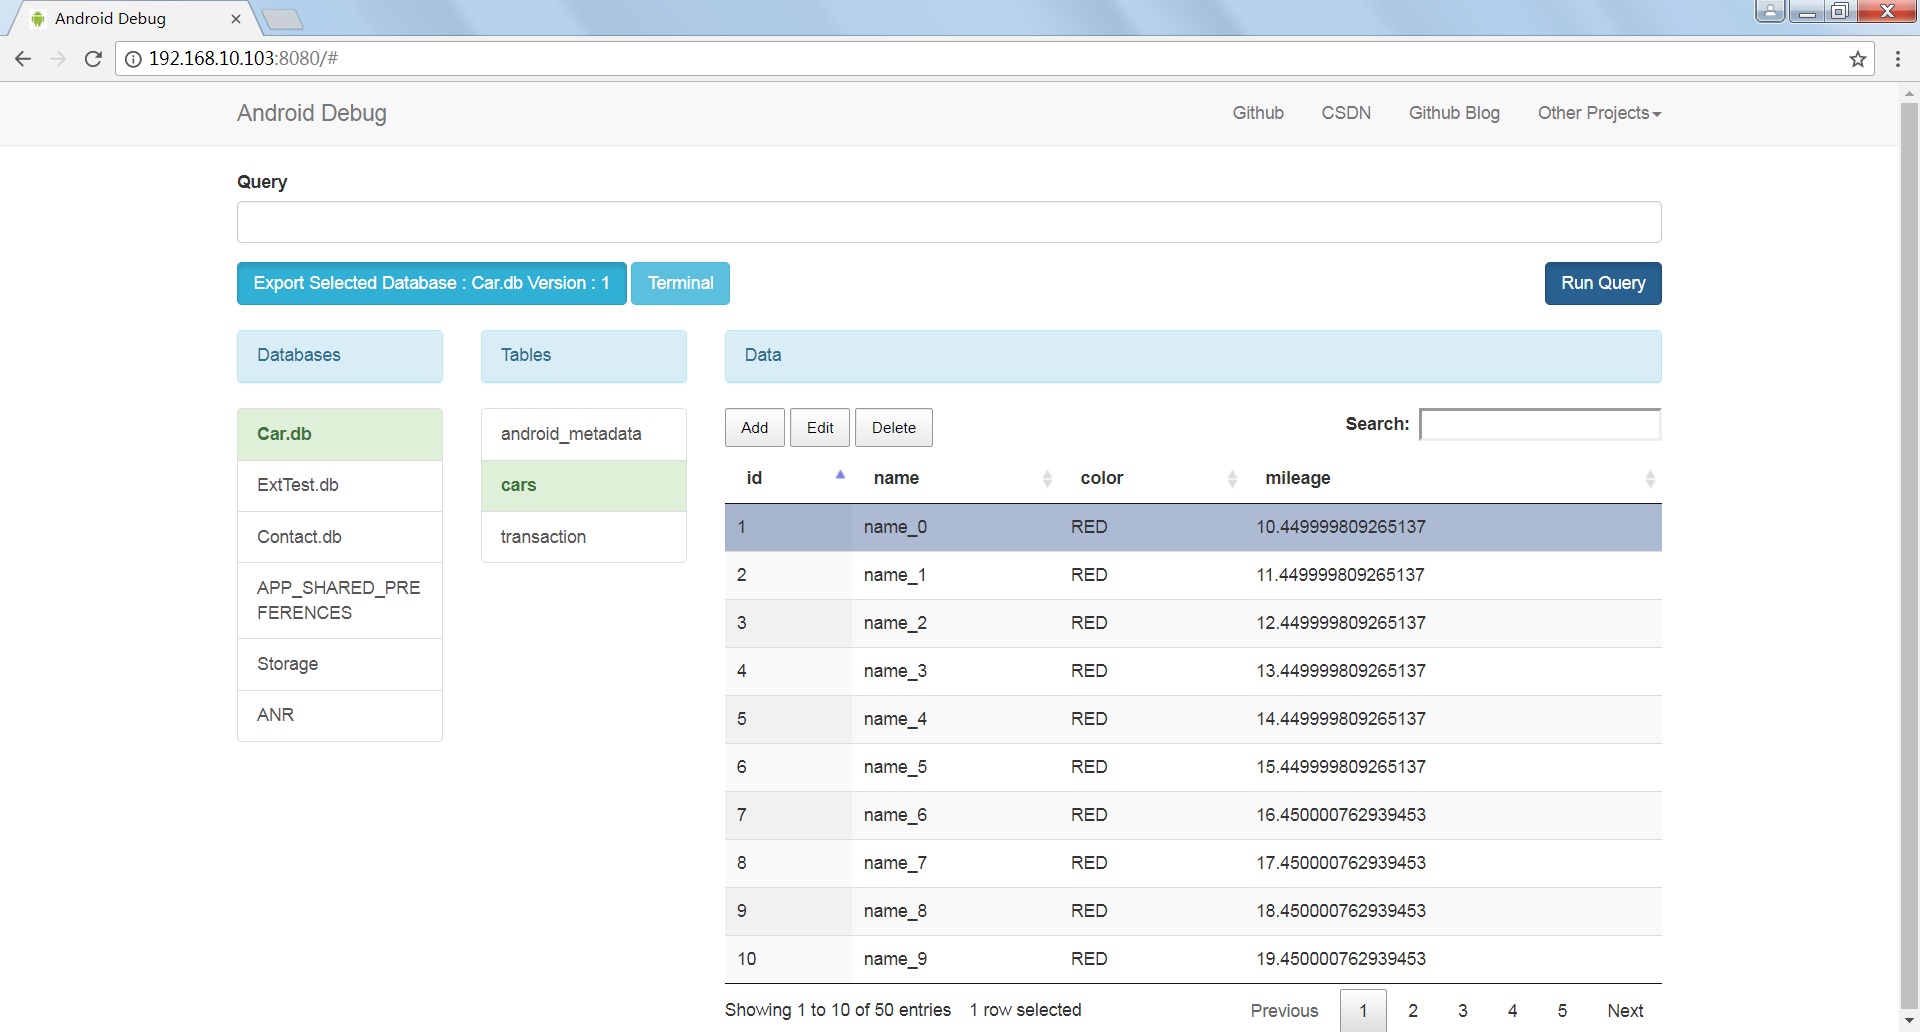 Android Debug
192.168.10.103:8080/#
Android Debug
Github CSDN Github Blog Other Projects
Query
Export Selected Database : Car.db Version : 1 Terminal Run Query
Databases Tables Data
Car.db
ExtTest.db
Contact.db
APP_SHARED_PRE
FERENCES
Storage
ANR
android_metadata
cars
transaction
Add Edit Delete Search:
id name color mileage
1 name_0 RED 10.449999809265137
2 name_1 RED 11.449999809265137
3 name_2 RED 12.449999809265137
4 name_3 RED 13.449999809265137
5 name_4 RED 14.449999809265137
6 name_5 RED 15.449999809265137
7 name_6 RED 16.450000762939453
8 name_7 RED 17.450000762939453
9 name_8 RED 18.450000762939453
10 name_9 RED 19.450000762939453
Showing 1 to 10 of 50 entries 1 row selected Previous 1 2 3 4 5 Next